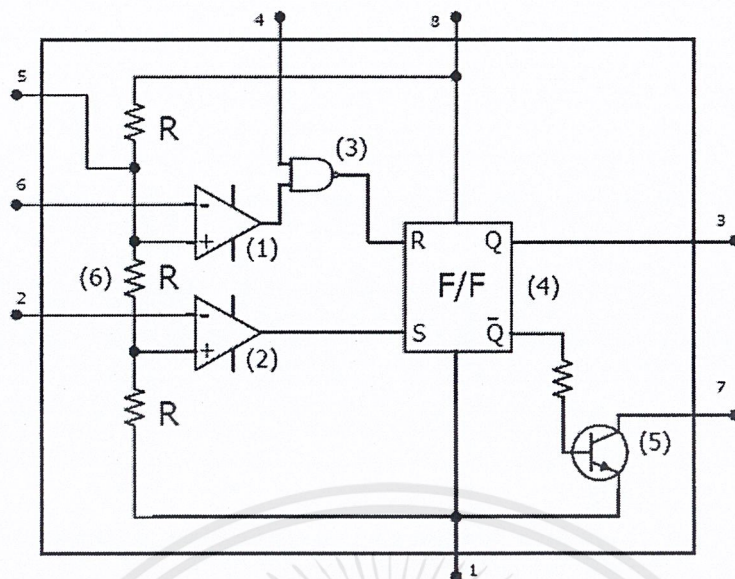 4 8
5
R
(3)
6
- (1)
+
3
R Q
(6) R
F/F (4)
2
- (2)
+
S Q̅
7
R
(5)
1